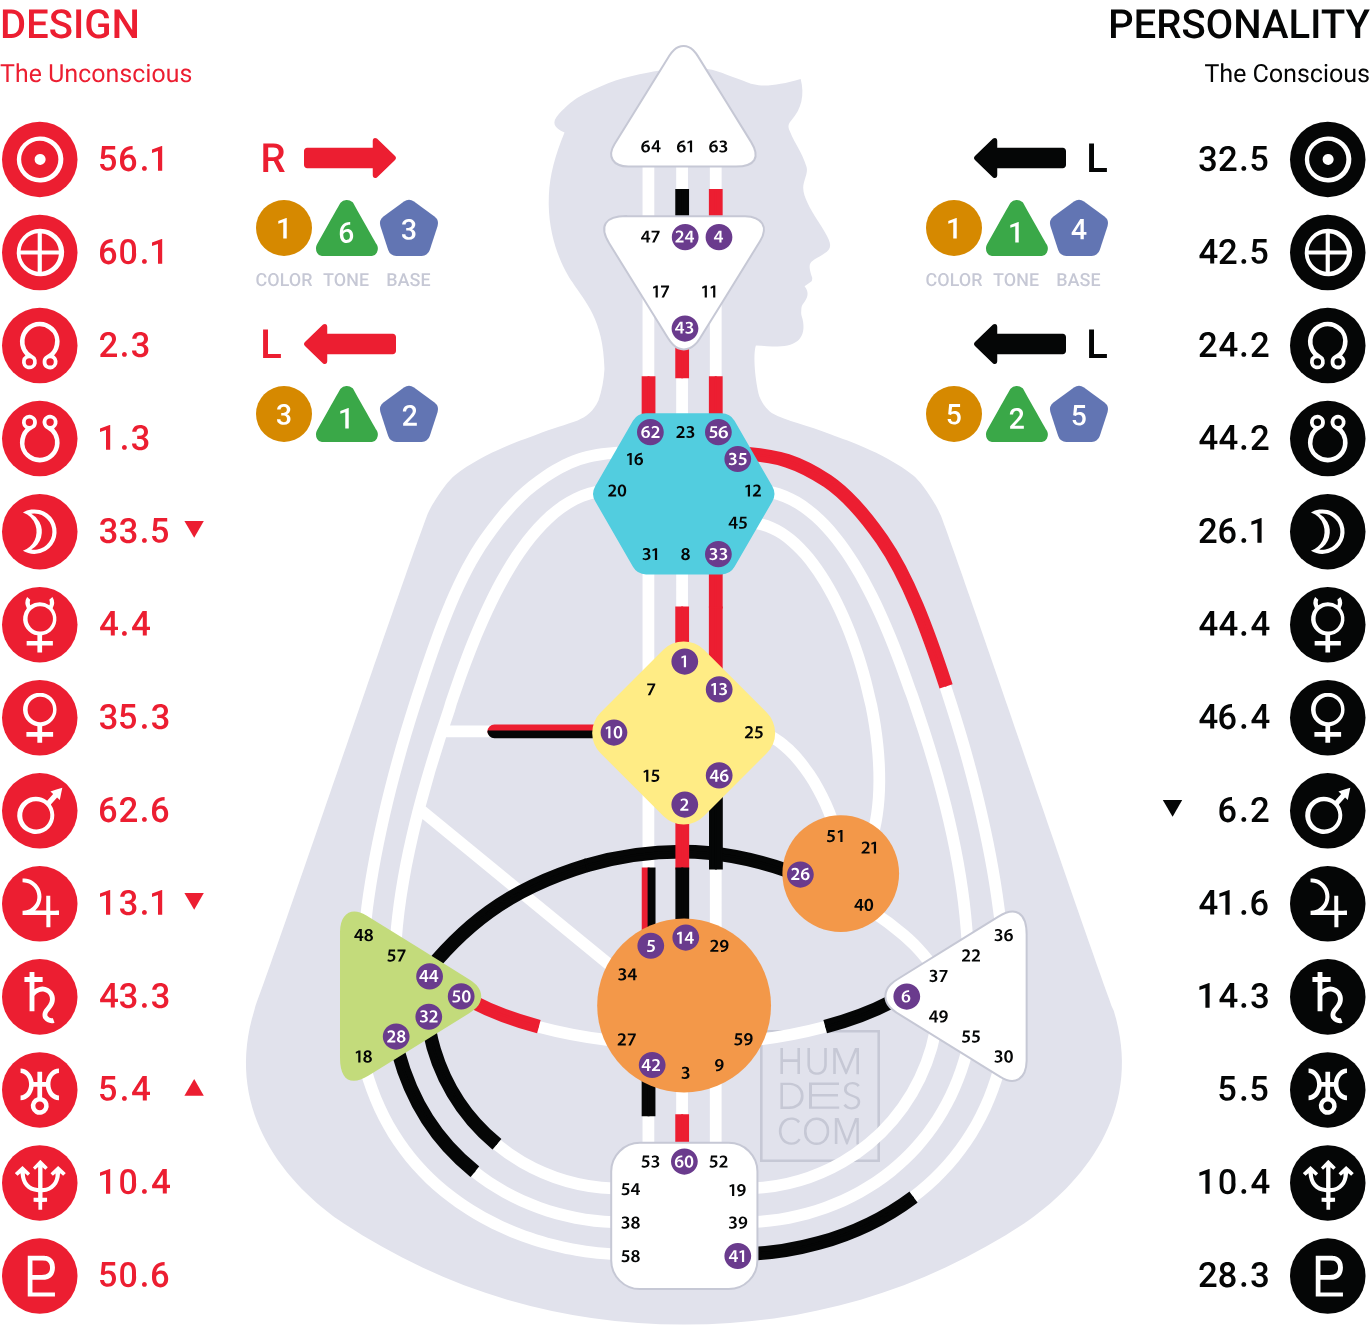 DESIGN
The Unconscious
PERSONALITY
The Conscious
56.1
60.1
2.3
1.3
33.5
4.4
35.3
62.6
13.1
43.3
5.4
10.4
50.6
R
1 6 3
COLOR TONE BASE
L
3 1 2
L
1 1 4
COLOR TONE BASE
L
5 2 5
32.5
42.5
24.2
44.2
26.1
44.4
46.4
6.2
41.6
14.3
5.5
10.4
28.3
64 61 63
47 24 4
17 11
43
62 23 56
16 35
20 12
45
31 8 33
1
7 13
10 25
15 46
2
51
21
26
40
48
57
44
50
32
28
18
5 14 29
34
27 59
42 3 9
36
22
37
6
49
55
30
53 60 52
54 19
38 39
58 41
HUM
DES
COM